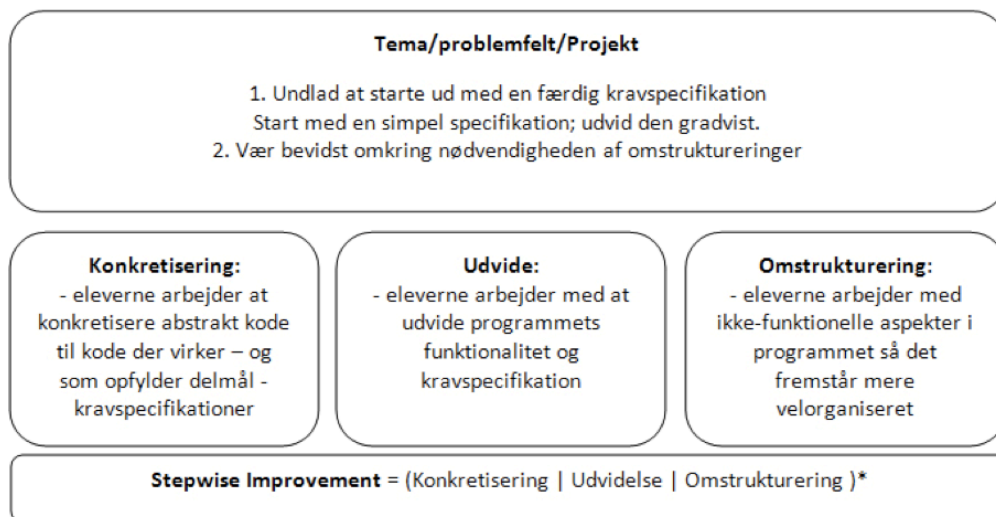 Tema/problemfelt/Projekt
1. Undlad at starte ud med en færdig kravspecifikation
Start med en simpel specifikation; udvid den gradvist.
2. Vær bevidst omkring nødvendigheden af omstruktureringer
Konkretisering:
- eleverne arbejder at
konkretisere abstrakt kode
til kode der virker – og
som opfylder delmål -
kravspecifikationer
Udvide:
- eleverne arbejder med at
udvide programmets
funktionalitet og
kravspecifikation
Omstrukturering:
- eleverne arbejder med
ikke-funktionelle aspekter i
programmet så det
fremstår mere
velorganiseret
Stepwise Improvement = (Konkretisering | Udvidelse | Omstrukturering )*